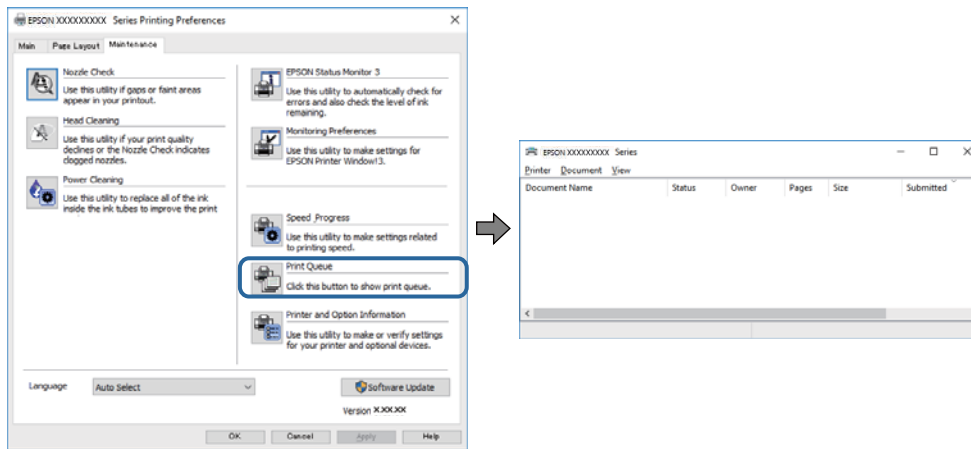 EPSON XXXXXXXXX Series Printing Preferences
Main Page Layout Maintenance
Nozzle Check
Use this utility if gaps or faint areas
appear in your printout.
Head Cleaning
Use this utility if your print quality
declines or the Nozzle Check indicates
clogged nozzles.
Power Cleaning
Use this utility to replace all of the ink
inside the ink tubes to improve the print
EPSON Status Monitor 3
Use this utility to automatically check for
errors and also check the level of ink
remaining.
Monitoring Preferences
Use this utility to make settings for
EPSON Printer Window!3.
Speed Progress
Use this utility to make settings related
to printing speed.
Print Queue
Click this button to show print queue.
Printer and Option Information
Use this utility to make or verify settings
for your printer and optional devices.
Language Auto Select
Software Update
Version X.XX.XX
OK Cancel Apply Help
EPSON XXXXXXXXX Series
Printer Document View
Document Name Status Owner Pages Size Submitted